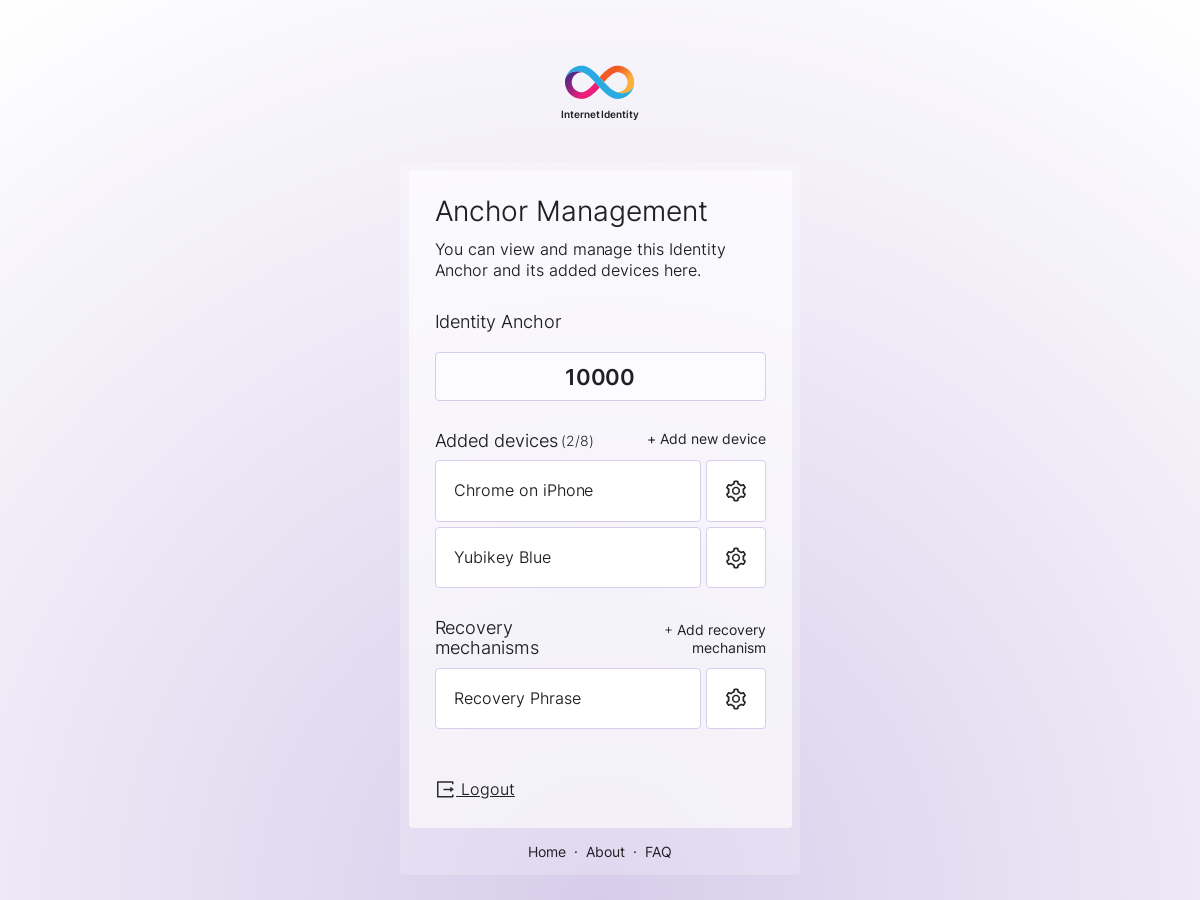 Internet Identity
Anchor Management
You can view and manage this Identity
Anchor and its added devices here.
Identity Anchor
10000
Added devices (2/8)
+ Add new device
Chrome on iPhone
Yubikey Blue
Recovery
mechanisms
+ Add recovery
mechanism
Recovery Phrase
Logout
Home · About · FAQ